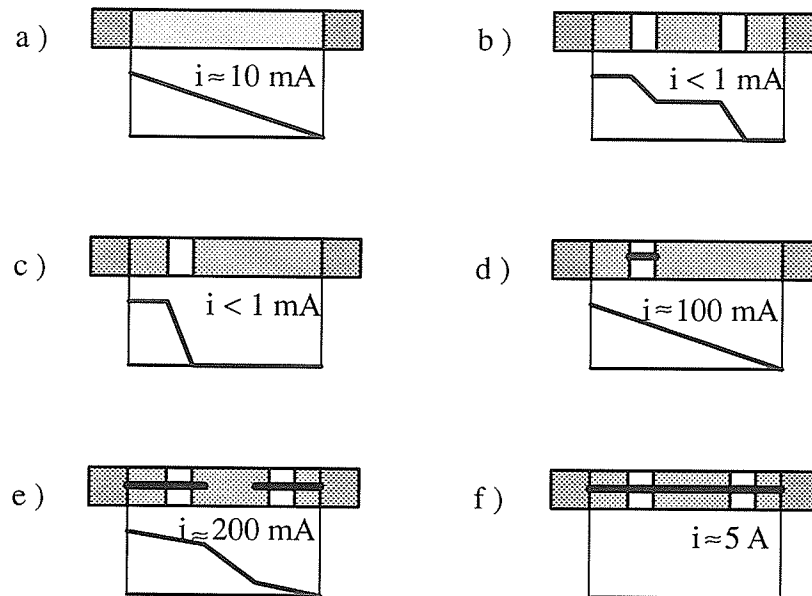 a )
i ≈ 10 mA
b )
i < 1 mA
c )
i < 1 mA
d )
i ≈ 100 mA
e )
i ≈ 200 mA
f )
i ≈ 5 A